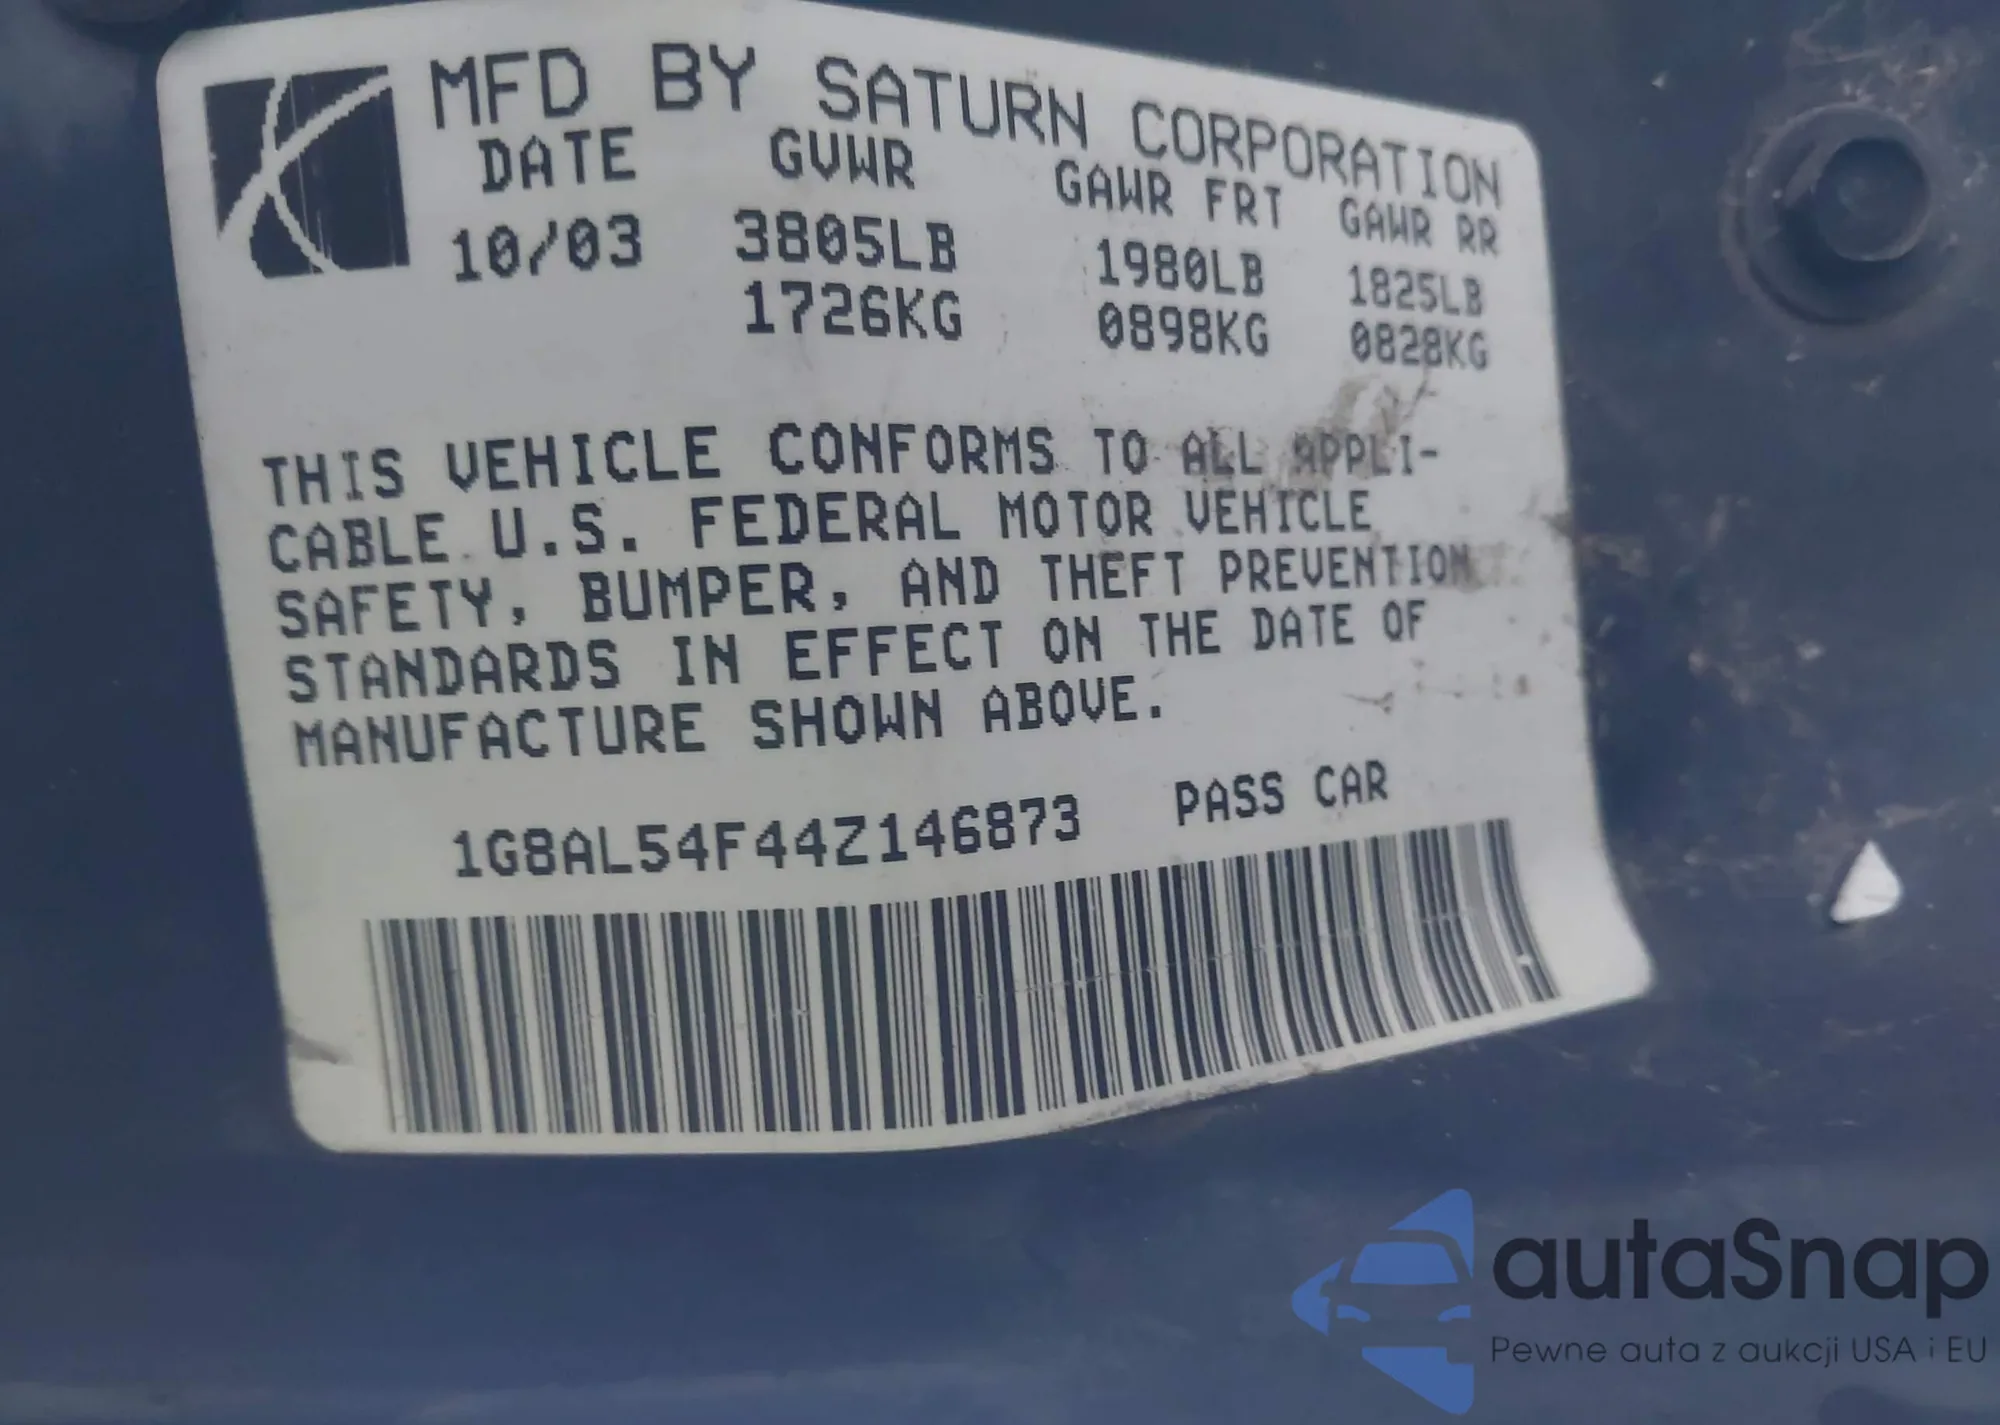 MFD BY SATURN CORPORATION
DATE GVWR GAWR FRT GAWR RR
10/03 3805LB 1980LB 1825LB
1726KG 0898KG 0828KG
THIS VEHICLE CONFORMS TO ALL APPLI-
CABLE U.S. FEDERAL MOTOR VEHICLE
SAFETY, BUMPER, AND THEFT PREVENTION
STANDARDS IN EFFECT ON THE DATE OF
MANUFACTURE SHOWN ABOVE.
1G8AL54F44Z146873 PASS CAR
autaSnap
Pewne auta z aukcji USA i EU